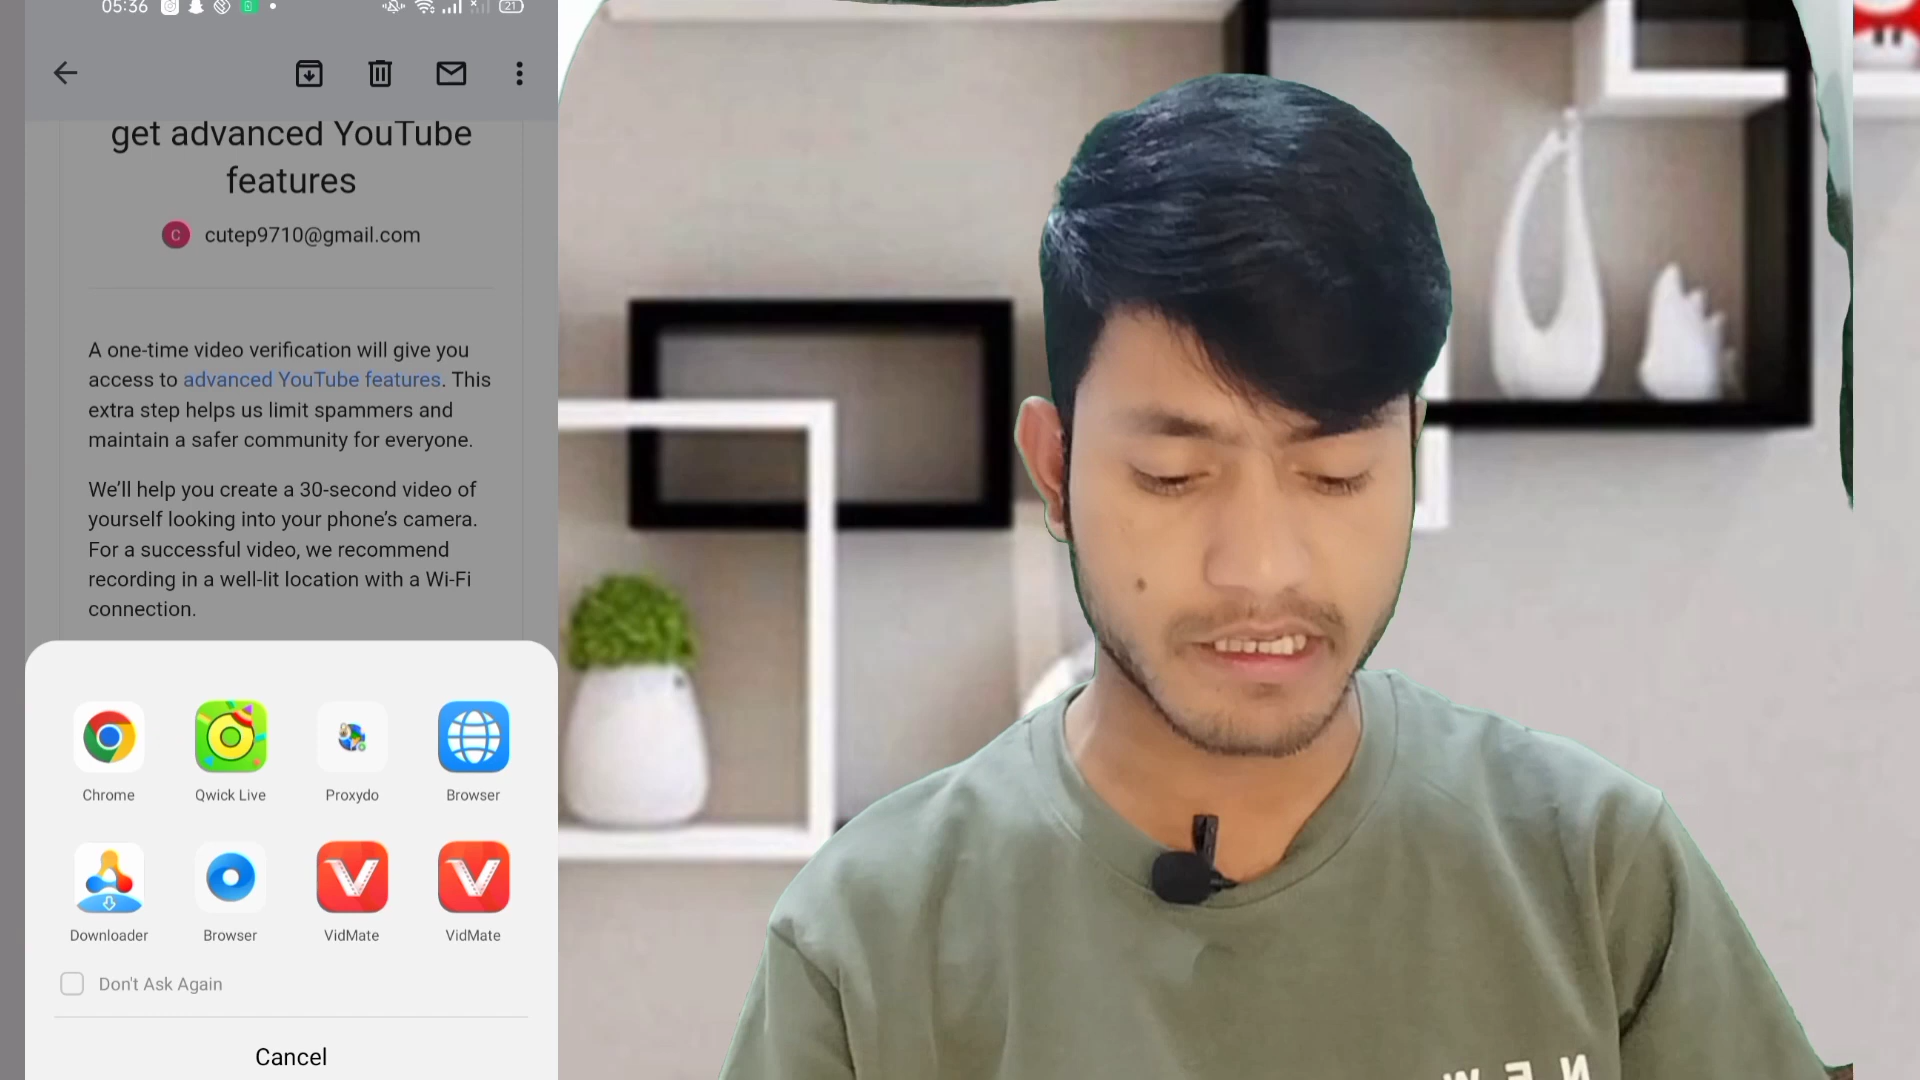 05:36
21
get advanced YouTube
features
C
cutep9710@gmail.com
A one-time video verification will give you
access to advanced YouTube features. This
extra step helps us limit spammers and
maintain a safer community for everyone.
We’ll help you create a 30-second video of
yourself looking into your phone’s camera.
For a successful video, we recommend
recording in a well-lit location with a Wi-Fi
connection.
Chrome
Qwick Live
Proxydo
Browser
Downloader
Browser
VidMate
VidMate
Don't Ask Again
Cancel
NEW